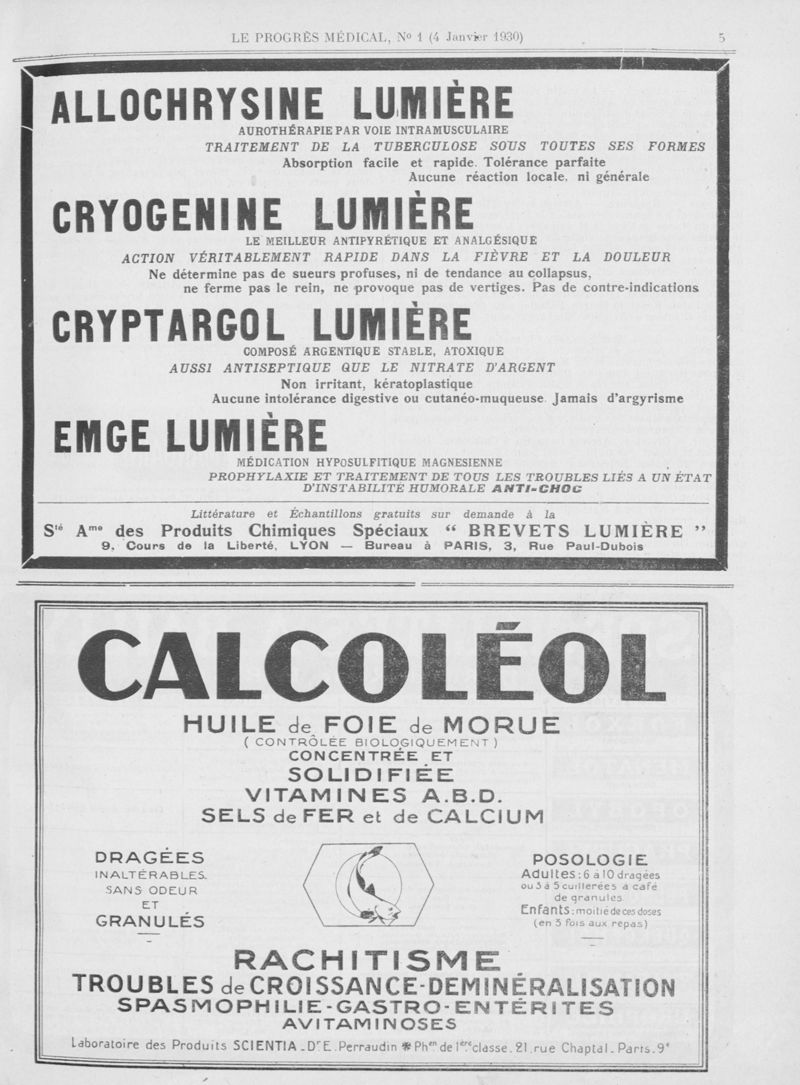 LE PROGRÈS MÉDICAL, Nº 1 (4 Janvier 1930)
5
ALLOCHRYSINE LUMIÈRE
AUROTHÉRAPIE PAR VOIE INTRAMUSCULAIRE
TRAITEMENT DE LA TUBERCULOSE SOUS TOUTES SES FORMES
Absorption facile et rapide. Tolérance parfaite
Aucune réaction locale, ni générale
CRYOGENINE LUMIÈRE
LE MEILLEUR ANTIPYRÉTIQUE ET ANALGÉSIQUE
ACTION VÉRITABLEMENT RAPIDE DANS LA FIÈVRE ET LA DOULEUR
Ne détermine pas de sueurs profuses, ni de tendance au collapsus,
ne ferme pas le rein, ne provoque pas de vertiges. Pas de contre-indications
CRYPTARGOL LUMIÈRE
COMPOSÉ ARGENTIQUE STABLE, ATOXIQUE
AUSSI ANTISEPTIQUE QUE LE NITRATE D'ARGENT
Non irritant, kératoplastique
Aucune intolérance digestive ou cutanéo-muqueuse. Jamais d'argyrisme
EMGE LUMIÈRE
MÉDICATION HYPOSULFITIQUE MAGNESIENNE
PROPHYLAXIE ET TRAITEMENT DE TOUS LES TROUBLES LIÉS A UN ÉTAT
D'INSTABILITÉ HUMORALE ANTI-CHOC
Littérature et Échantillons gratuits sur demande à la
Sté Ame des Produits Chimiques Spéciaux “ BREVETS LUMIÈRE ”
9, Cours de la Liberté, LYON — Bureau à PARIS, 3, Rue Paul-Dubois
CALCOLÉOL
HUILE de FOIE de MORUE
(CONTRÔLÉE BIOLOGIQUEMENT)
CONCENTRÉE ET
SOLIDIFIÉE
VITAMINES A.B.D.
SELS de FER et de CALCIUM
DRAGÉES
INALTÉRABLES.
SANS ODEUR
ET
GRANULÉS
POSOLOGIE
Adultes : 6 à 10 dragées
ou 3 à 5 cuillerées à café
de granules
Enfants : moitié de ces doses
(en 3 fois aux repas)
RACHITISME
TROUBLES de CROISSANCE-DEMINÉRALISATION
SPASMOPHILIE-GASTRO-ENTÉRITES
AVITAMINOSES
Laboratoire des Produits SCIENTIA _ Dr E. Perraudin * Phen de 1ère classe. 21, rue Chaptal. Paris. 9e